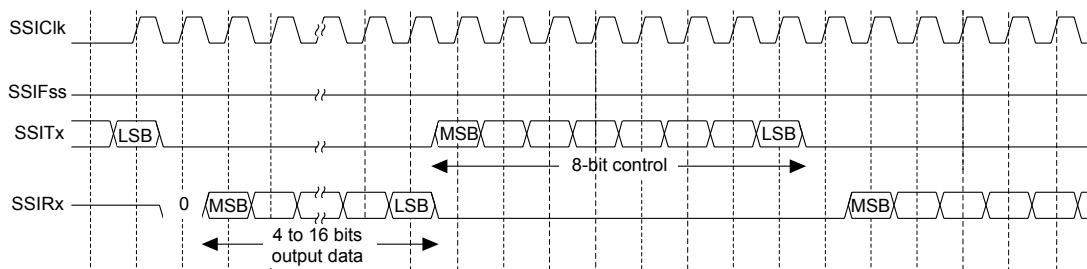 SSIClk
SSIFss
SSITx
LSB
MSB
LSB
8-bit control
SSIRx
0
MSB
LSB
MSB
4 to 16 bits
output data